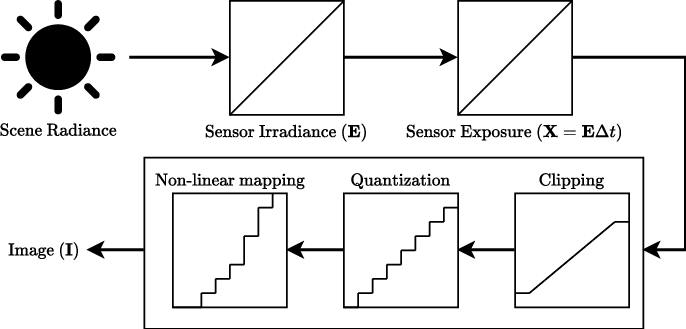 Scene Radiance
Sensor Irradiance (E)
Sensor Exposure (X = EΔt)
Non-linear mapping
Quantization
Clipping
Image (I)